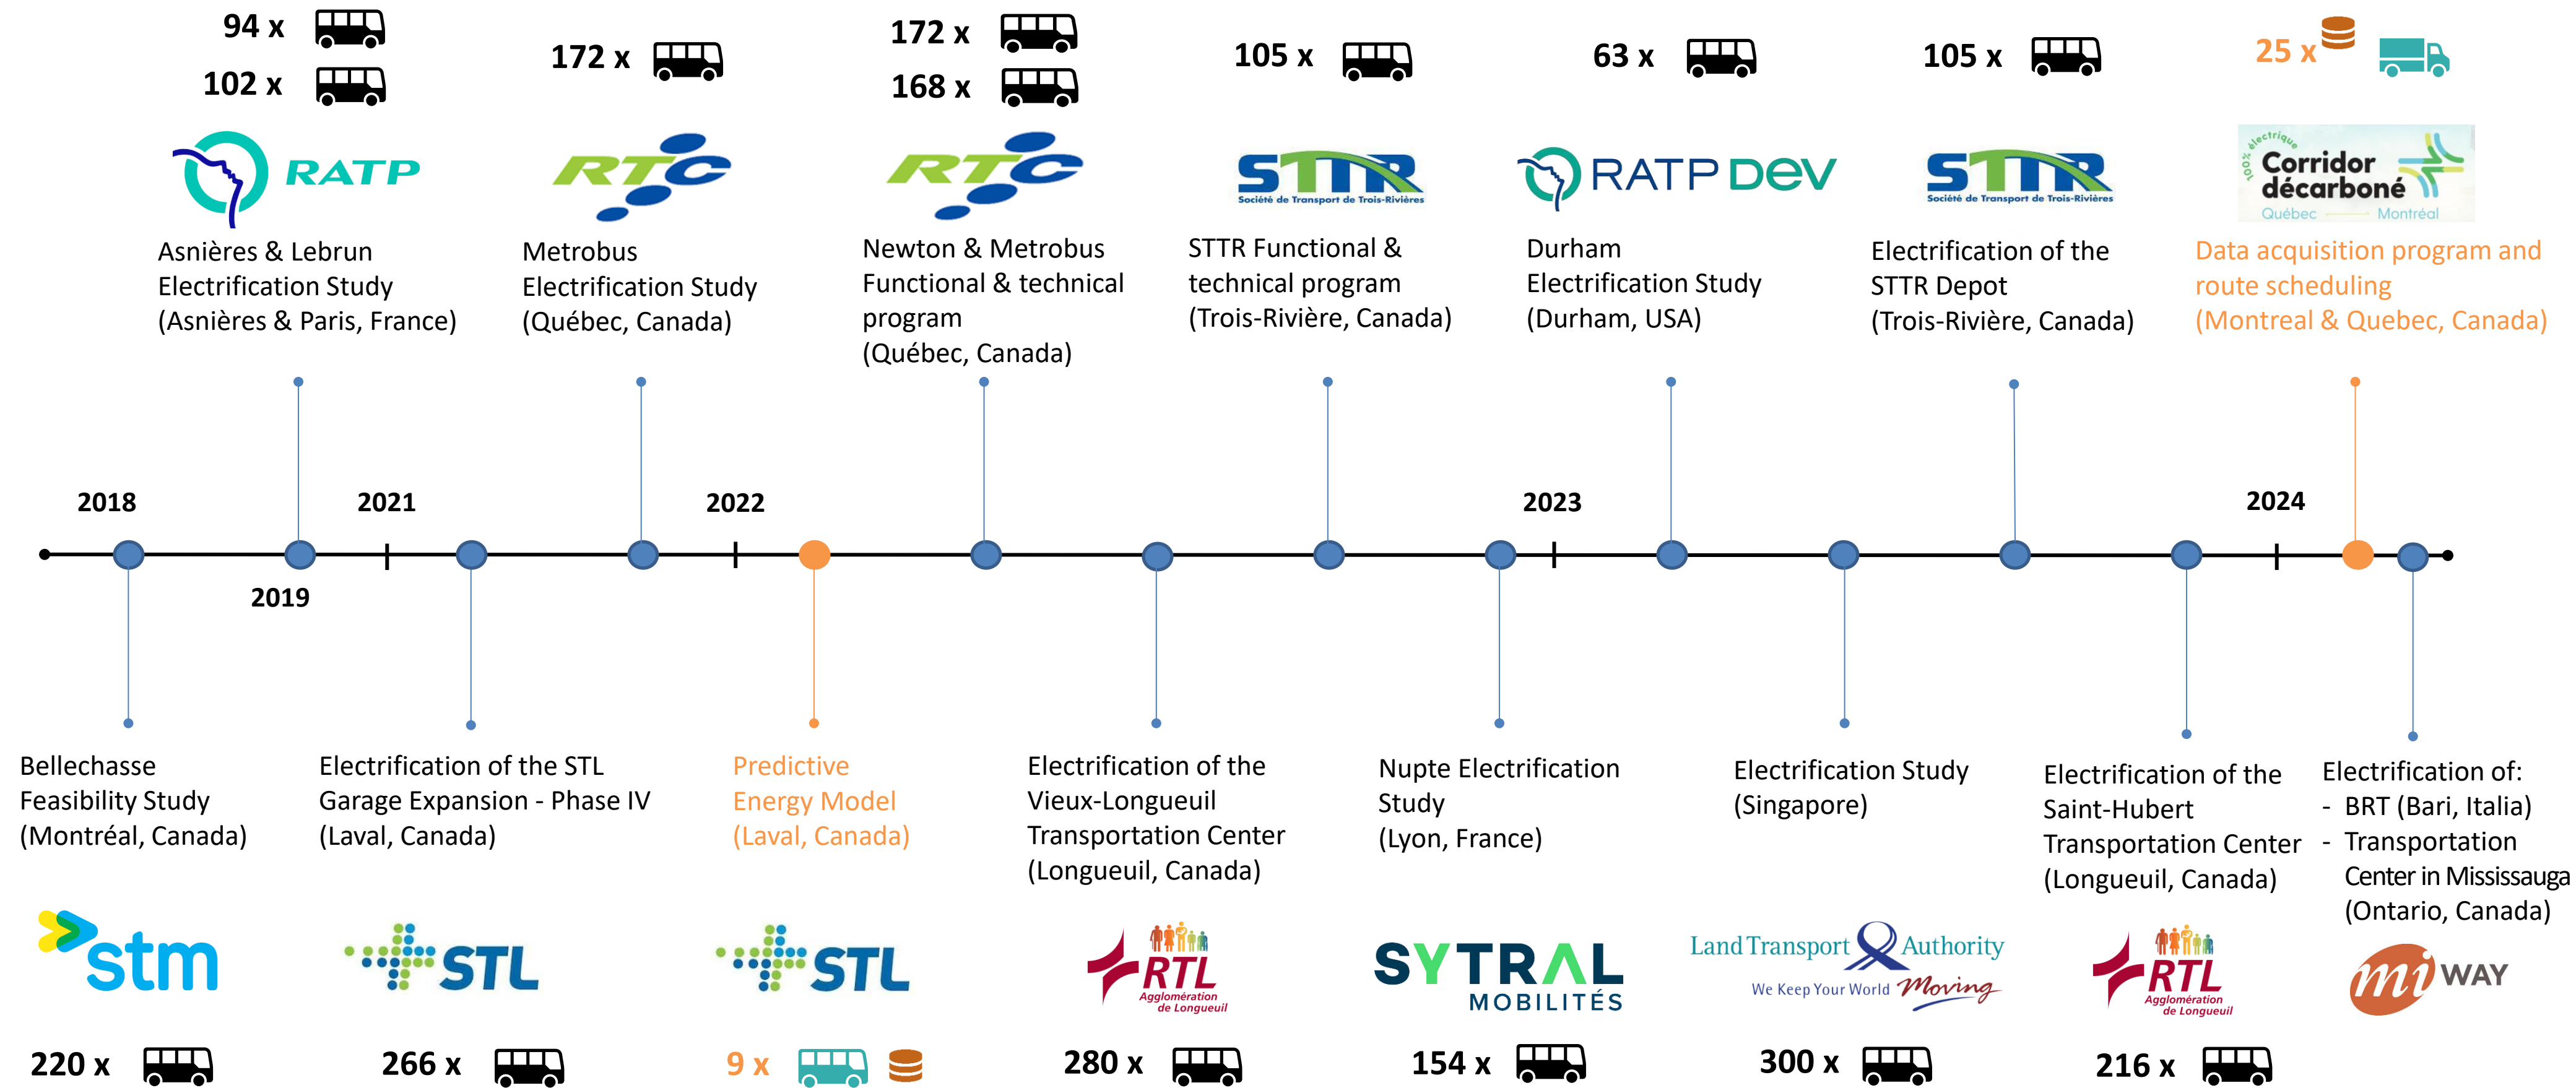 94 x
102 x
RATP
Asnières & Lebrun
Electrification Study
(Asnières & Paris, France)
172 x
RTC
Metrobus
Electrification Study
(Québec, Canada)
172 x
168 x
RTC
Newton & Metrobus
Functional & technical
program
(Québec, Canada)
105 x
STTR
Société de Transport de Trois-Rivières
STTR Functional &
technical program
(Trois-Rivière, Canada)
63 x
RATP DEV
Durham
Electrification Study
(Durham, USA)
105 x
STTR
Société de Transport de Trois-Rivières
Electrification of the
STTR Depot
(Trois-Rivière, Canada)
25 x
100% électrique
Corridor
décarboné
Québec Montréal
Data acquisition program and
route scheduling
(Montreal & Quebec, Canada)
2018
2019
2021
2022
2023
2024
Bellechasse
Feasibility Study
(Montréal, Canada)
stm
220 x
Electrification of the STL
Garage Expansion - Phase IV
(Laval, Canada)
STL
266 x
Predictive
Energy Model
(Laval, Canada)
STL
9 x
Electrification of the
Vieux-Longueuil
Transportation Center
(Longueuil, Canada)
RTL
Agglomération
de Longueuil
280 x
Nupte Electrification
Study
(Lyon, France)
SYTRAL
MOBILITÉS
154 x
Electrification Study
(Singapore)
Land Transport Authority
We Keep Your World Moving
300 x
Electrification of the
Saint-Hubert
Transportation Center
(Longueuil, Canada)
RTL
Agglomération
de Longueuil
216 x
Electrification of:
- BRT (Bari, Italia)
- Transportation
Center in Mississauga
(Ontario, Canada)
mi WAY